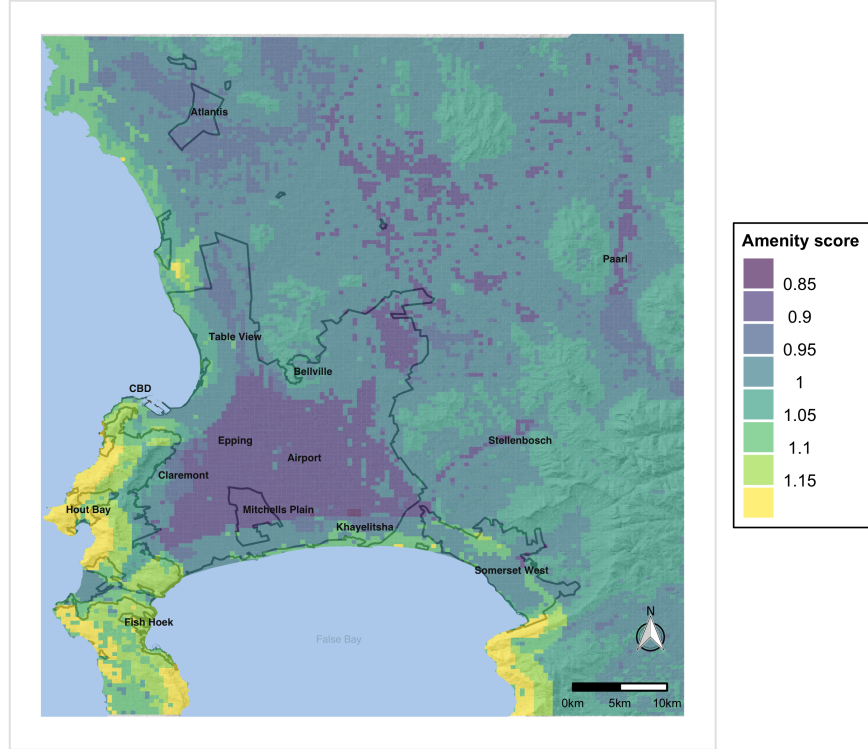 Atlantis
Paarl
Table View
Bellville
CBD
Epping
Stellenbosch
Airport
Claremont
Hout Bay
Mitchells Plain
Khayelitsha
Somerset West
Fish Hoek
False Bay
N
0km 5km 10km
Amenity score
0.85
0.9
0.95
1
1.05
1.1
1.15